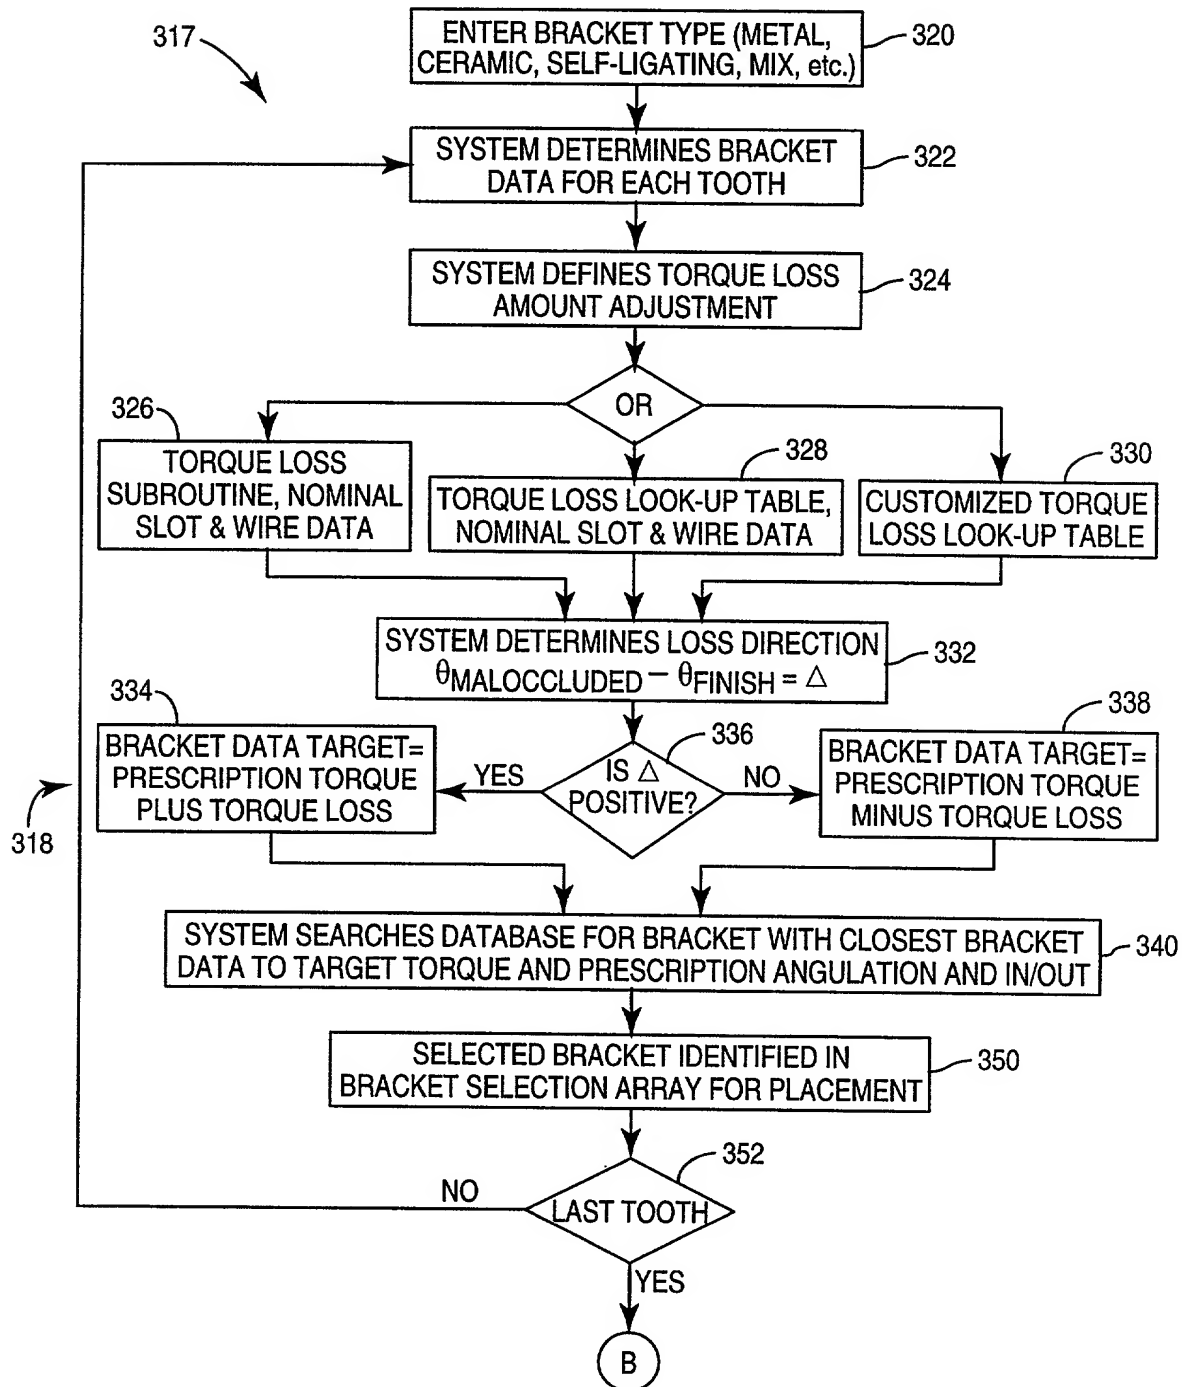 317
ENTER BRACKET TYPE (METAL,
CERAMIC, SELF-LIGATING, MIX, etc.)
320
SYSTEM DETERMINES BRACKET
DATA FOR EACH TOOTH
322
SYSTEM DEFINES TORQUE LOSS
AMOUNT ADJUSTMENT
324
OR
326
TORQUE LOSS
SUBROUTINE, NOMINAL
SLOT & WIRE DATA
328
TORQUE LOSS LOOK-UP TABLE,
NOMINAL SLOT & WIRE DATA
330
CUSTOMIZED TORQUE
LOSS LOOK-UP TABLE
SYSTEM DETERMINES LOSS DIRECTION
θMALOCCLUDED − θFINISH = △
332
334
BRACKET DATA TARGET=
PRESCRIPTION TORQUE
PLUS TORQUE LOSS
YES
336
IS △
POSITIVE?
NO
338
BRACKET DATA TARGET=
PRESCRIPTION TORQUE
MINUS TORQUE LOSS
318
SYSTEM SEARCHES DATABASE FOR BRACKET WITH CLOSEST BRACKET
DATA TO TARGET TORQUE AND PRESCRIPTION ANGULATION AND IN/OUT
340
SELECTED BRACKET IDENTIFIED IN
BRACKET SELECTION ARRAY FOR PLACEMENT
350
352
NO
LAST TOOTH
YES
B